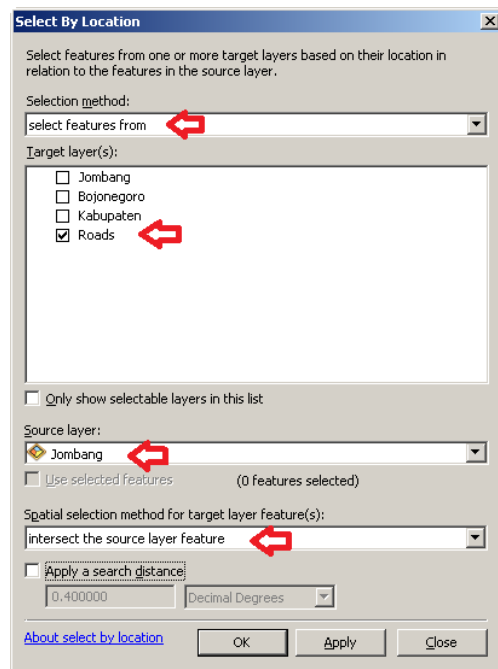 Select By Location
Select features from one or more target layers based on their location in
relation to the features in the source layer.
Selection method:
select features from
Target layer(s):
Jombang
Bojonegoro
Kabupaten
Roads
Only show selectable layers in this list
Source layer:
Jombang
Use selected features (0 features selected)
Spatial selection method for target layer feature(s):
intersect the source layer feature
Apply a search distance
0.400000 Decimal Degrees
About select by location OK Apply Close